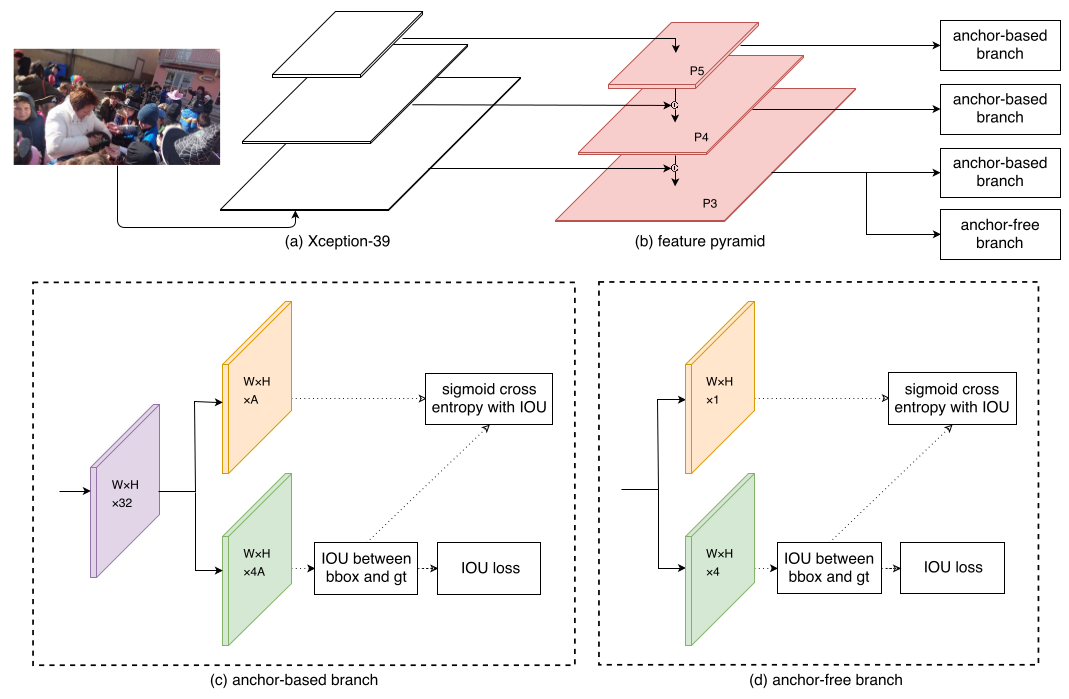 anchor-based
branch
P5
anchor-based
branch
C
P4
anchor-based
branch
C
P3
anchor-free
branch
(a) Xception-39
(b) feature pyramid
W×H
×A
sigmoid cross
entropy with IOU
W×H
×32
W×H
×4A
IOU between
bbox and gt
IOU loss
(c) anchor-based branch
W×H
×1
sigmoid cross
entropy with IOU
W×H
×4
IOU between
bbox and gt
IOU loss
(d) anchor-free branch